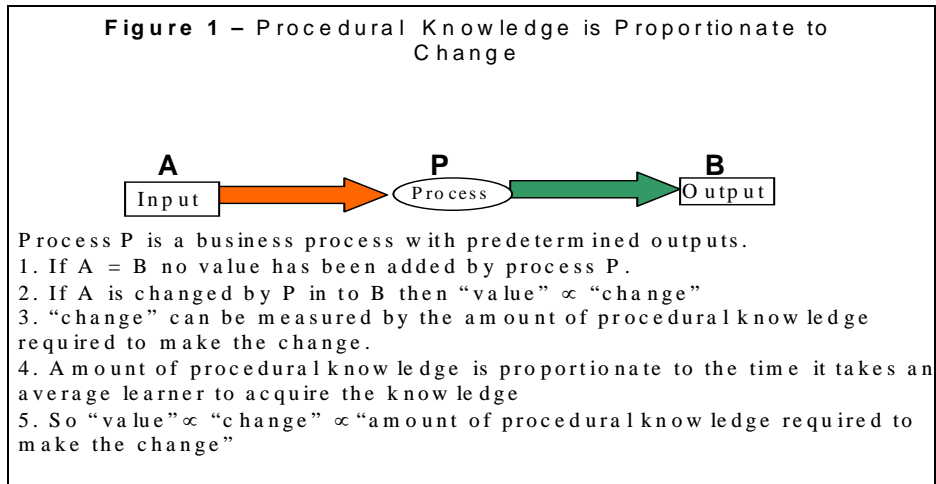 Figure 1 – Procedural Knowledge is Proportionate to
Change
A P B
Input Process Output
Process P is a business process with predetermined outputs.
1. If A = B no value has been added by process P.
2. If A is changed by P in to B then “value” ∝ “change”
3. “change” can be measured by the amount of procedural knowledge
required to make the change.
4. Amount of procedural knowledge is proportionate to the time it takes an
average learner to acquire the knowledge
5. So “value”∝ “change” ∝“amount of procedural knowledge required to
make the change”